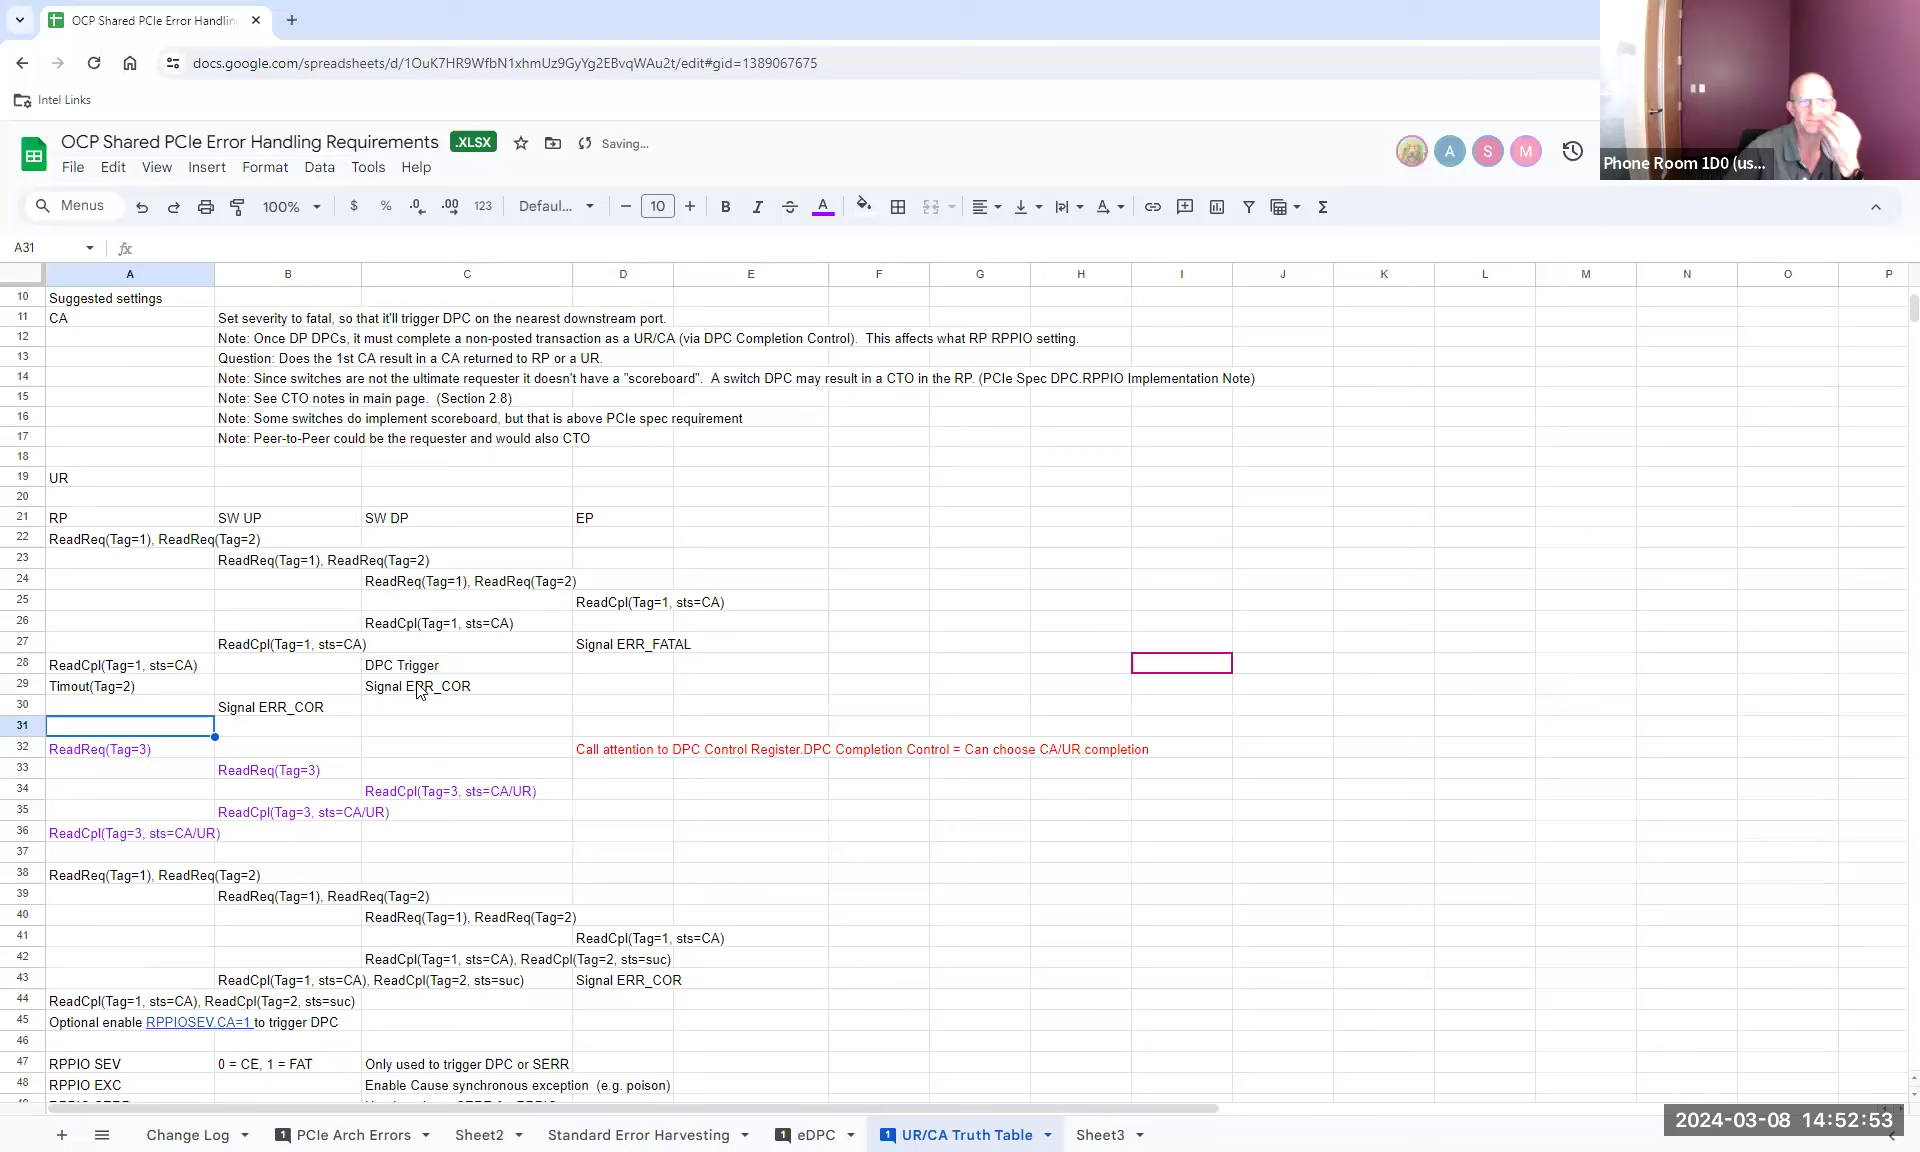 OCP Shared PCIe Error Handling
docs.google.com/spreadsheets/d/1OuK7HR9WfbN1xhmUz9GyYg2EBvqWAu2t/edit#gid=1389067675
Intel Links
OCP Shared PCIe Error Handling Requirements .XLSX Saving...
A S M
Phone Room 1D0 (us...
File Edit View Insert Format Data Tools Help
Menus 100% $ % .0 .00 123 Defaul... 10 B I A
A31 fx
A B C D E F G H I J K L M N O P
10 Suggested settings
11 CA Set severity to fatal, so that it'll trigger DPC on the nearest downstream port.
12 Note: Once DP DPCs, it must complete a non-posted transaction as a UR/CA (via DPC Completion Control). This affects what RP RPPIO setting.
13 Question: Does the 1st CA result in a CA returned to RP or a UR.
14 Note: Since switches are not the ultimate requester it doesn't have a "scoreboard". A switch DPC may result in a CTO in the RP. (PCIe Spec DPC.RPPIO Implementation Note)
15 Note: See CTO notes in main page. (Section 2.8)
16 Note: Some switches do implement scoreboard, but that is above PCIe spec requirement
17 Note: Peer-to-Peer could be the requester and would also CTO
18
19 UR
20
21 RP SW UP SW DP EP
22 ReadReq(Tag=1), ReadReq(Tag=2)
23 ReadReq(Tag=1), ReadReq(Tag=2)
24 ReadReq(Tag=1), ReadReq(Tag=2)
25 ReadCpl(Tag=1, sts=CA)
26 ReadCpl(Tag=1, sts=CA)
27 ReadCpl(Tag=1, sts=CA) Signal ERR_FATAL
28 ReadCpl(Tag=1, sts=CA) DPC Trigger
29 Timeout(Tag=2) Signal ERR_COR
30 Signal ERR_COR
31
32 ReadReq(Tag=3) Call attention to DPC Control Register.DPC Completion Control = Can choose CA/UR completion
33 ReadReq(Tag=3)
34 ReadCpl(Tag=3, sts=CA/UR)
35 ReadCpl(Tag=3, sts=CA/UR)
36 ReadCpl(Tag=3, sts=CA/UR)
37
38 ReadReq(Tag=1), ReadReq(Tag=2)
39 ReadReq(Tag=1), ReadReq(Tag=2)
40 ReadReq(Tag=1), ReadReq(Tag=2)
41 ReadCpl(Tag=1, sts=CA)
42 ReadCpl(Tag=1, sts=CA), ReadCpl(Tag=2, sts=suc)
43 ReadCpl(Tag=1, sts=CA), ReadCpl(Tag=2, sts=suc) Signal ERR_COR
44 ReadCpl(Tag=1, sts=CA), ReadCpl(Tag=2, sts=suc)
45 Optional enable RPPIOSEV.CA=1 to trigger DPC
46
47 RPPIO SEV 0 = CE, 1 = FAT Only used to trigger DPC or SERR
48 RPPIO EXC Enable Cause synchronous exception (e.g. poison)
Change Log 1 PCIe Arch Errors Sheet2 Standard Error Harvesting 1 eDPC 1 UR/CA Truth Table Sheet3
2024-03-08 14:52:53